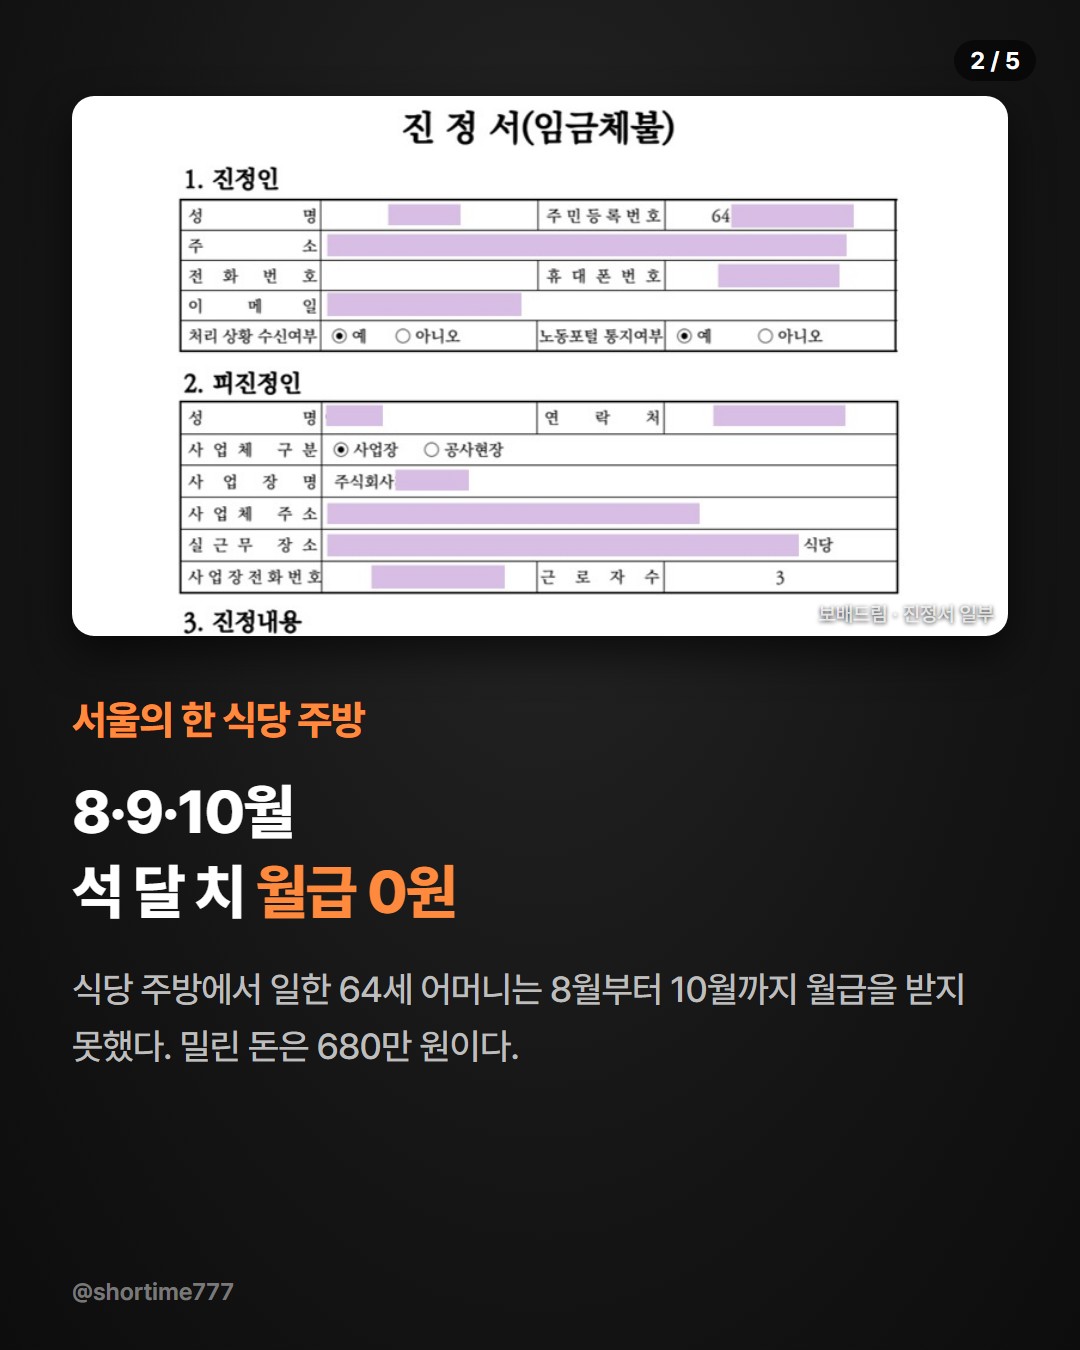 2 / 5
진 정 서(임금체불)
1. 진정인
성 명 주민등록번호 64
주 소
전 화 번 호 휴 대 폰 번 호
이 메 일
처리 상황 수신여부 예 아니오 노동포털 통지여부 예 아니오
2. 피진정인
성 명 연 락 처
사 업 체 구 분 사업장 공사현장
사 업 장 명 주식회사
사 업 체 주 소
실 근 무 장 소 식당
사업장전화번호 근 로 자 수 3
3. 진정내용
보배드림 · 진정서 일부
서울의 한 식당 주방
8·9·10월
석 달 치 월급 0원
식당 주방에서 일한 64세 어머니는 8월부터 10월까지 월급을 받지
못했다. 밀린 돈은 680만 원이다.
@shortime777